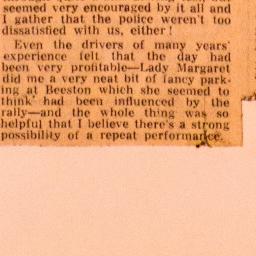 seemed very encouraged by it all and
I gather that the police weren't too
dissatisfied with us, either!
Even the drivers of many years'
experience felt that the day had
been very profitable—Lady Margaret
did me a very neat bit of fancy park-
ing at Beeston which she seemed to
think had been influenced by the
rally—and the whole thing was so
helpful that I believe there's a strong
possibility of a repeat performance.